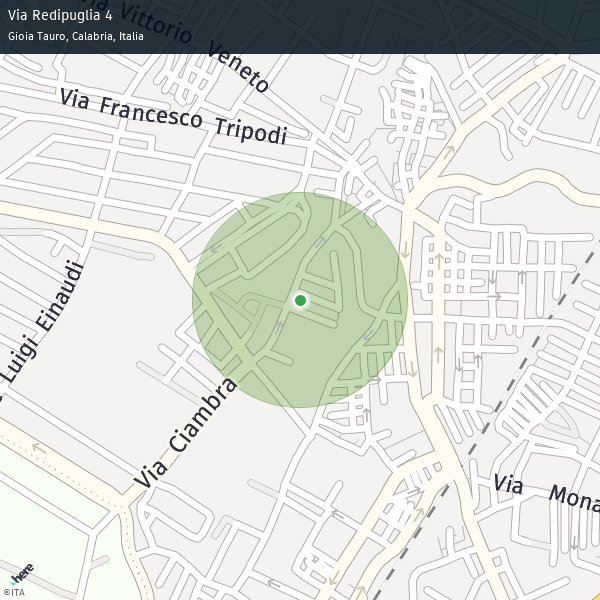 Via Redipuglia 4
Gioia Tauro, Calabria, Italia
Vittorio Veneto
Via Francesco Tripodi
Luigi Einaudi
Via Ciambra
Via Mona
here
©ITA